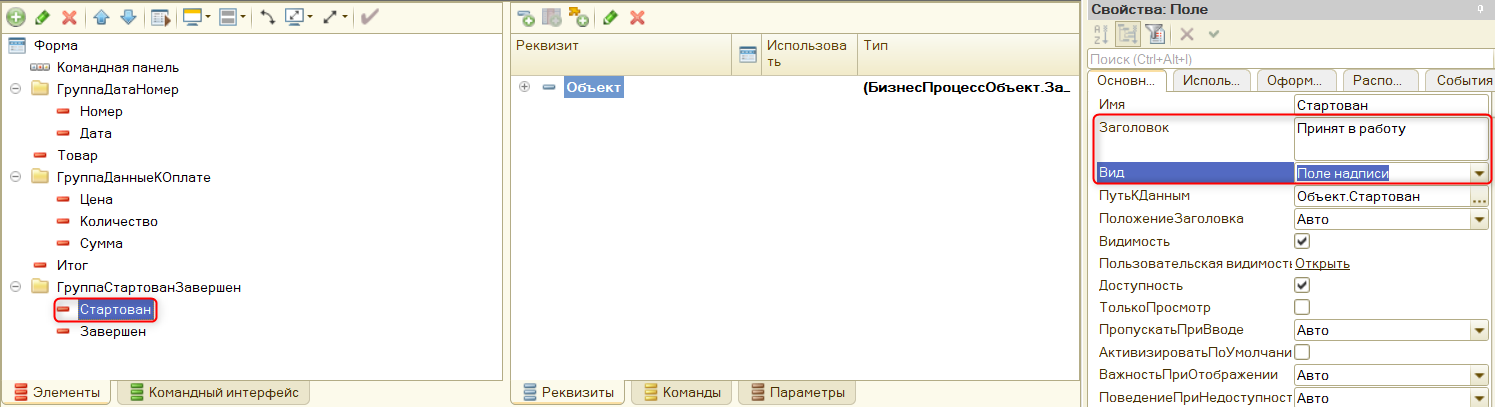 Форма
Командная панель
ГруппаДатаНомер
Номер
Дата
Товар
ГруппаДанныеКОплате
Цена
Количество
Сумма
Итог
ГруппаСтартованЗавершен
Стартован
Завершен
Элементы
Командный интерфейс
Реквизит
Использова
ть
Тип
Объект
(БизнесПроцессОбъект.За...
Реквизиты
Команды
Параметры
Свойства: Поле
Поиск (Ctrl+Alt+I)
Основн...
Исполь...
Оформ...
Распо...
События
Имя
Стартован
Заголовок
Принят в работу
Вид
Поле надписи
ПутьКДанным
Объект.Стартован
...
ПоложениеЗаголовка
Авто
Видимость
Пользовательская видимость
Открыть
Доступность
ТолькоПросмотр
ПропускатьПриВводе
Авто
АктивизироватьПоУмолчани
ВажностьПриОтображении
Авто
ПоведениеПриНедоступност
Авто